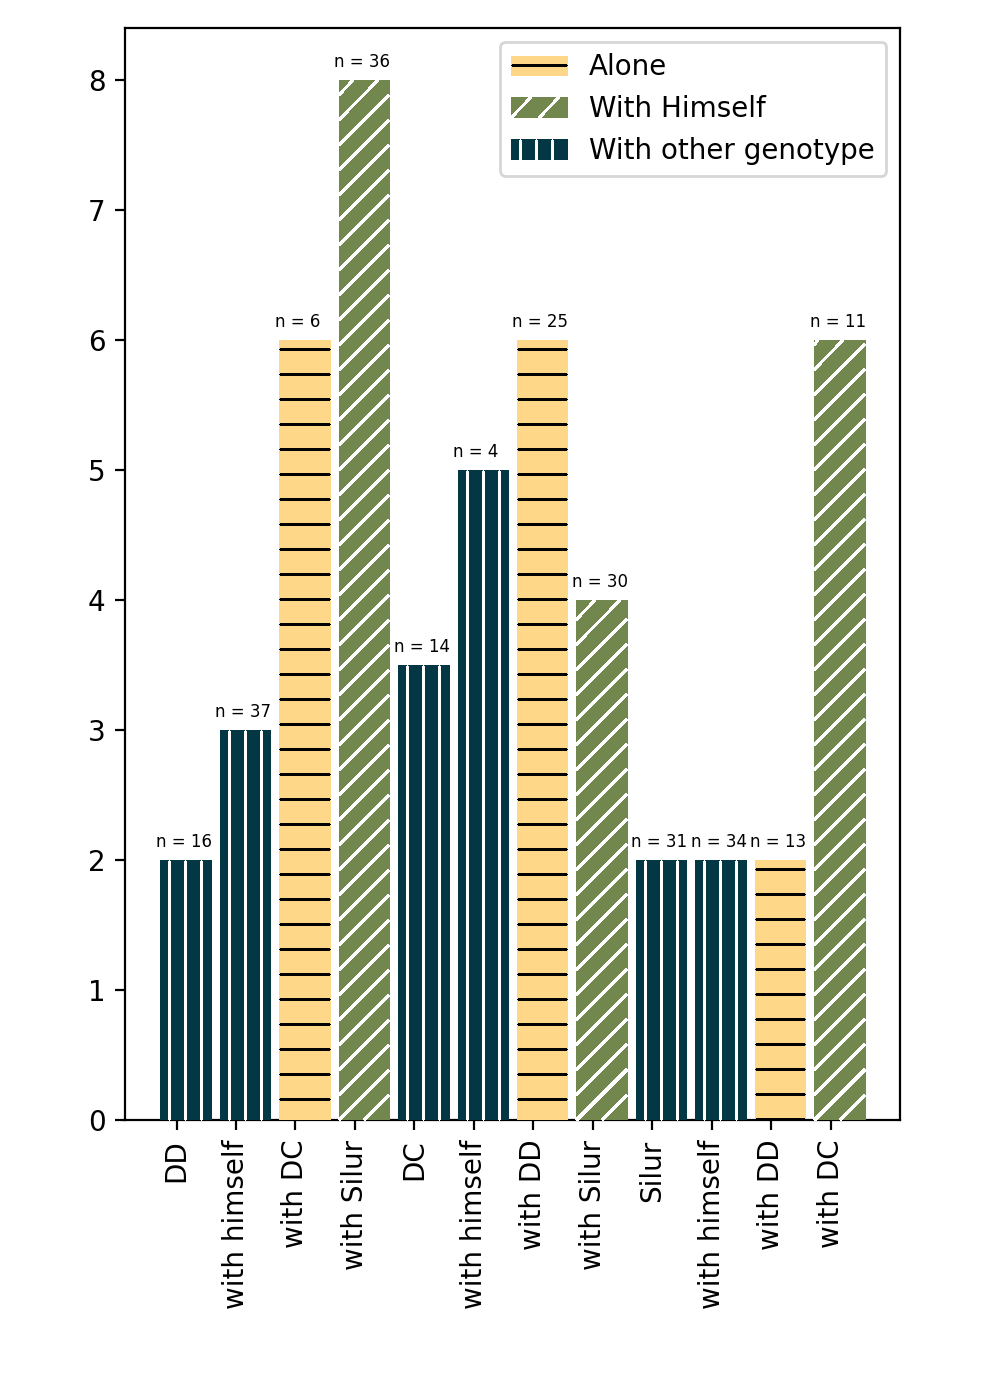 n = 36
Alone
With Himself
With other genotype
8
7
n = 6
n = 25
n = 11
6
n = 4
5
n = 30
4
n = 14
n = 37
3
n = 16
n = 31
n = 34
n = 13
2
1
0
DD
with himself
with DC
with Silur
DC
with himself
with DD
with Silur
Silur
with himself
with DD
with DC